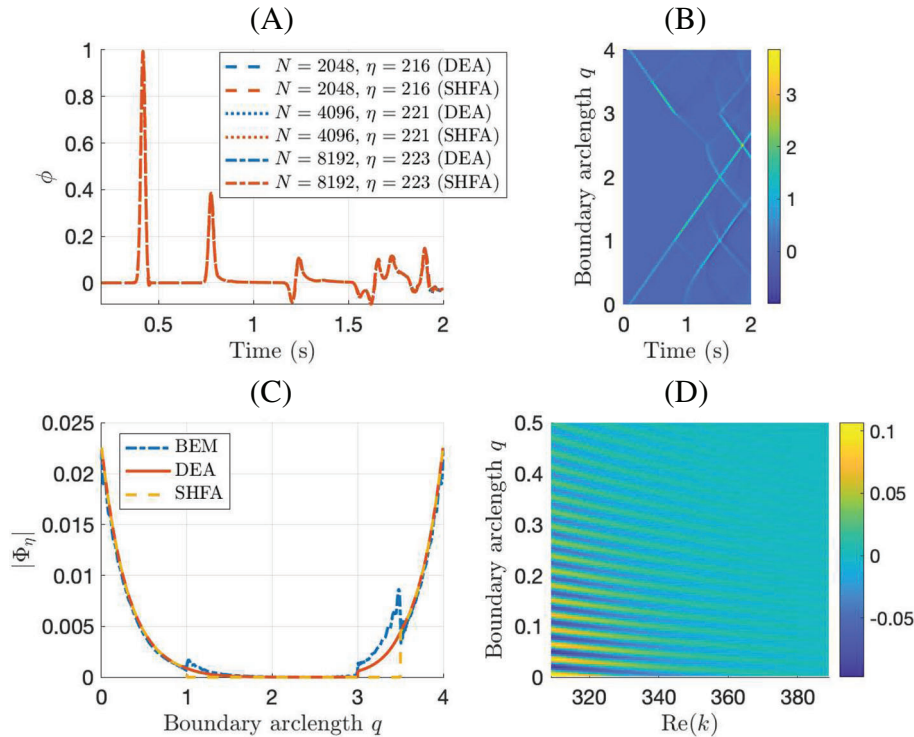 (A)
1
0.8
0.6
0.4
0.2
0
ϕ
0.5
1
1.5
2
Time (s)
N = 2048, η = 216 (DEA)
N = 2048, η = 216 (SHFA)
N = 4096, η = 221 (DEA)
N = 4096, η = 221 (SHFA)
N = 8192, η = 223 (DEA)
N = 8192, η = 223 (SHFA)
(B)
4
3
2
1
0
Boundary arclength q
0
1
2
Time (s)
3
2
1
0
(C)
0.025
0.02
0.015
0.01
0.005
0
|Φη|
BEM
DEA
SHFA
0
1
2
3
4
Boundary arclength q
(D)
0.5
0.4
0.3
0.2
0.1
0
Boundary arclength q
320
340
360
380
Re(k)
0.1
0.05
0
-0.05